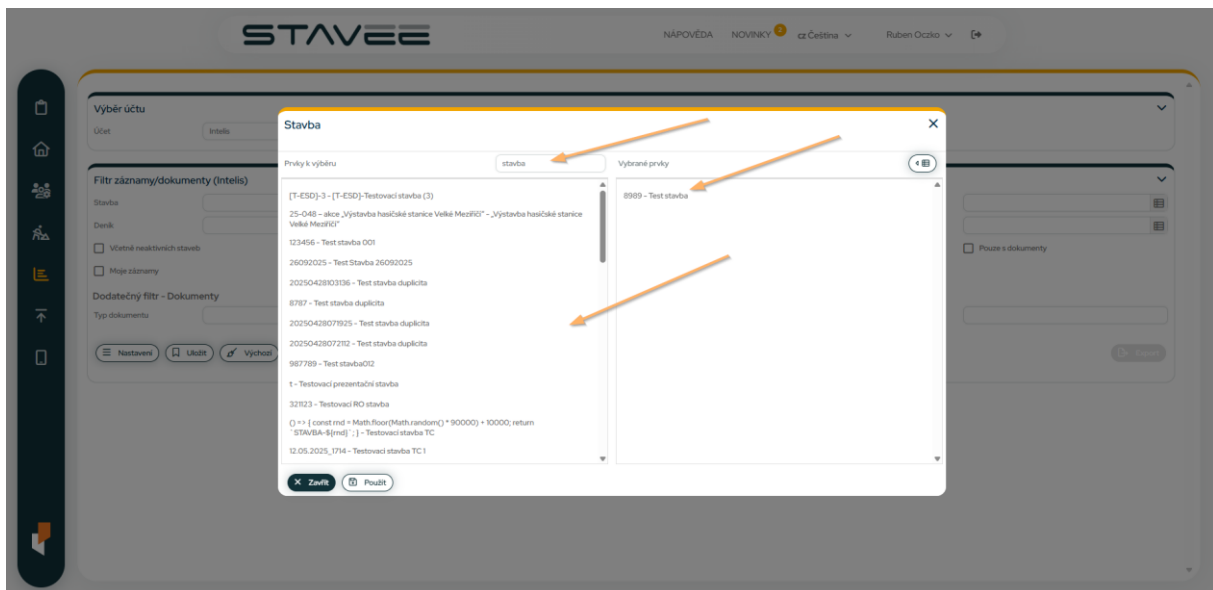 STAVEE
NÁPOVĚDA NOVINKY cz Čeština Ruben Oczko
Výběr účtu
Účet Intelis
Stavba
Prvky k výběru stavba Vybrané prvky
Filtr záznamy/dokumenty (Intelis)
Stavba
Deník
Včetně neaktivních staveb
Pouze s dokumenty
Moje záznamy
Dodatečný filtr - Dokumenty
Typ dokumentu
Nastavení Uložit Výchozí
Export
[T-ESD]-3 - [T-ESD]-Testovací stavba (3)
25-048 - akce „Výstavba hasičské stanice Velké Meziříčí" - „Výstavba hasičské stanice
Velké Meziříčí"
123456 - Test stavba 001
26092025 - Test Stavba 26092025
20250428103136 - Test stavba duplicita
8787 - Test stavba duplicita
20250428071925 - Test stavba duplicita
20250428072112 - Test stavba duplicita
987789 - Test stavba012
t - Testovací prezentační stavba
321123 - Testovací RO stavba
() => { const rnd = Math.floor(Math.random() * 90000) + 10000; return
`STAVBA-${rnd}`; } - Testovací stavba TC
12.05.2025_1714 - Testovací stavba TC 1
8989 - Test stavba
Zavřít Použít